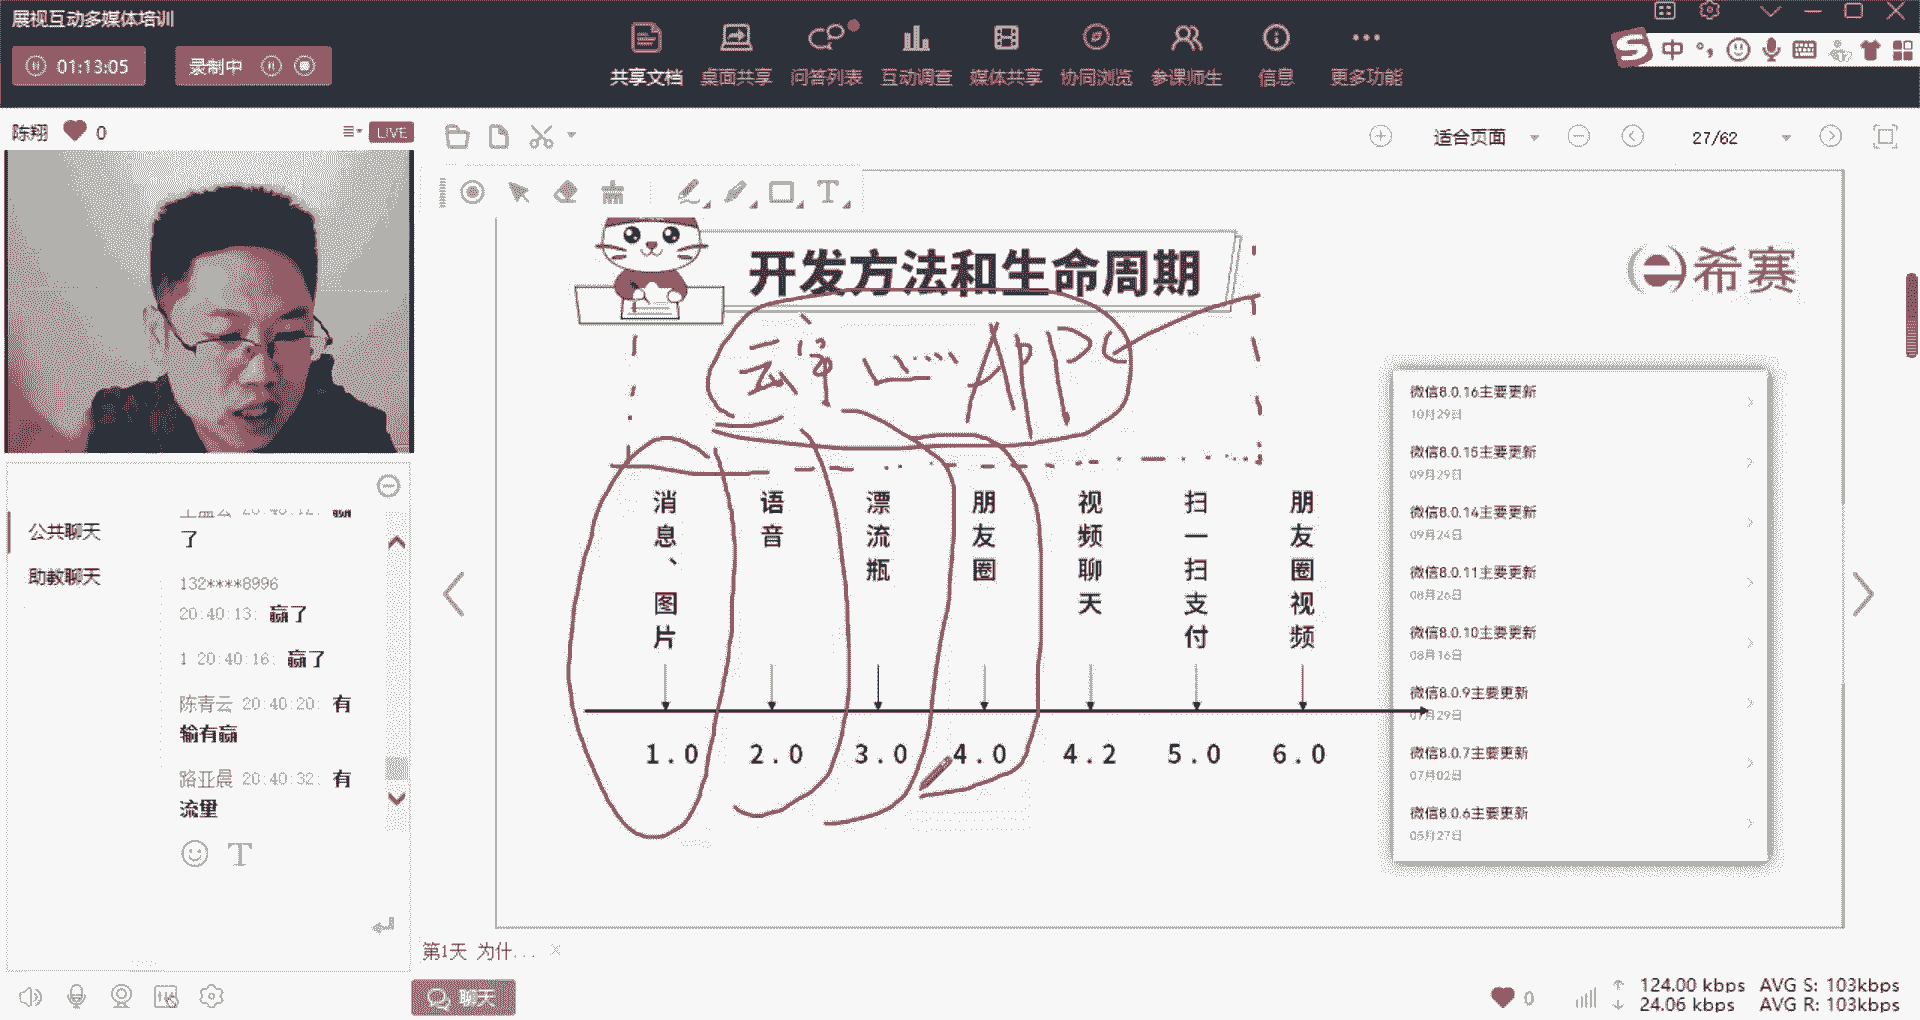 展视互动多媒体培训
01:13:05
录制中
共享文档 桌面共享 问答列表 互动调查 媒体共享 协同浏览 参课师生 信息 更多功能
中
陈翔 0
LIVE
适合页面
27/62
T
开发方法和生命周期
希赛
APP
消息、图片
语音
漂流瓶
朋友圈
视频聊天
扫一扫支付
朋友圈视频
1.0 2.0 3.0 4.0 4.2 5.0 6.0
微信8.0.16主要更新
10月29日
微信8.0.15主要更新
09月29日
微信8.0.14主要更新
09月24日
微信8.0.11主要更新
08月26日
微信8.0.10主要更新
08月16日
微信8.0.9主要更新
07月29日
微信8.0.7主要更新
07月02日
微信8.0.6主要更新
05月27日
公共聊天
助教聊天
了
132****8996
20:40:13: 赢了
1 20:40:16: 赢了
陈青云 20:40:20: 有
输有赢
路亚晨 20:40:32: 有
流里
T
第1天 为什...
聊天
0
124.00 kbps AVG S: 103kbps
24.06 kbps AVG R: 103kbps